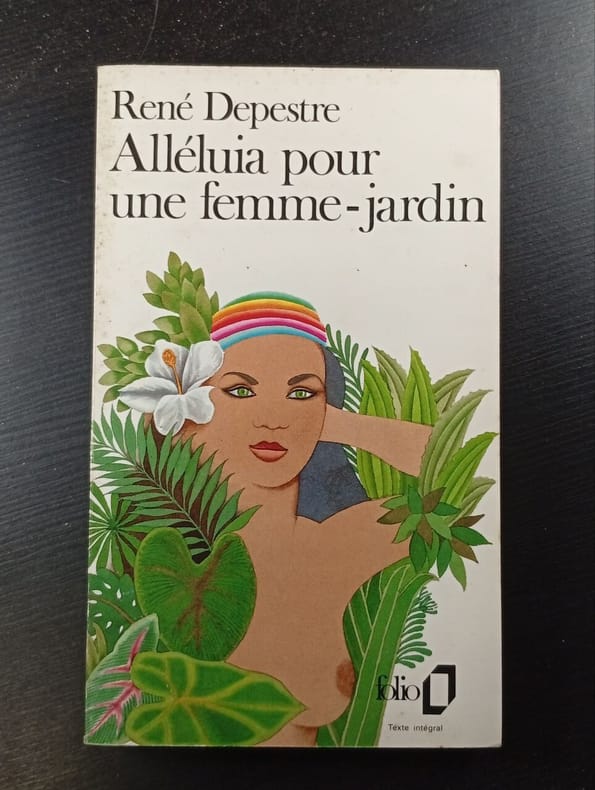 René Depestre
Alléluia pour
une femme-jardin
folio
Texte intégral